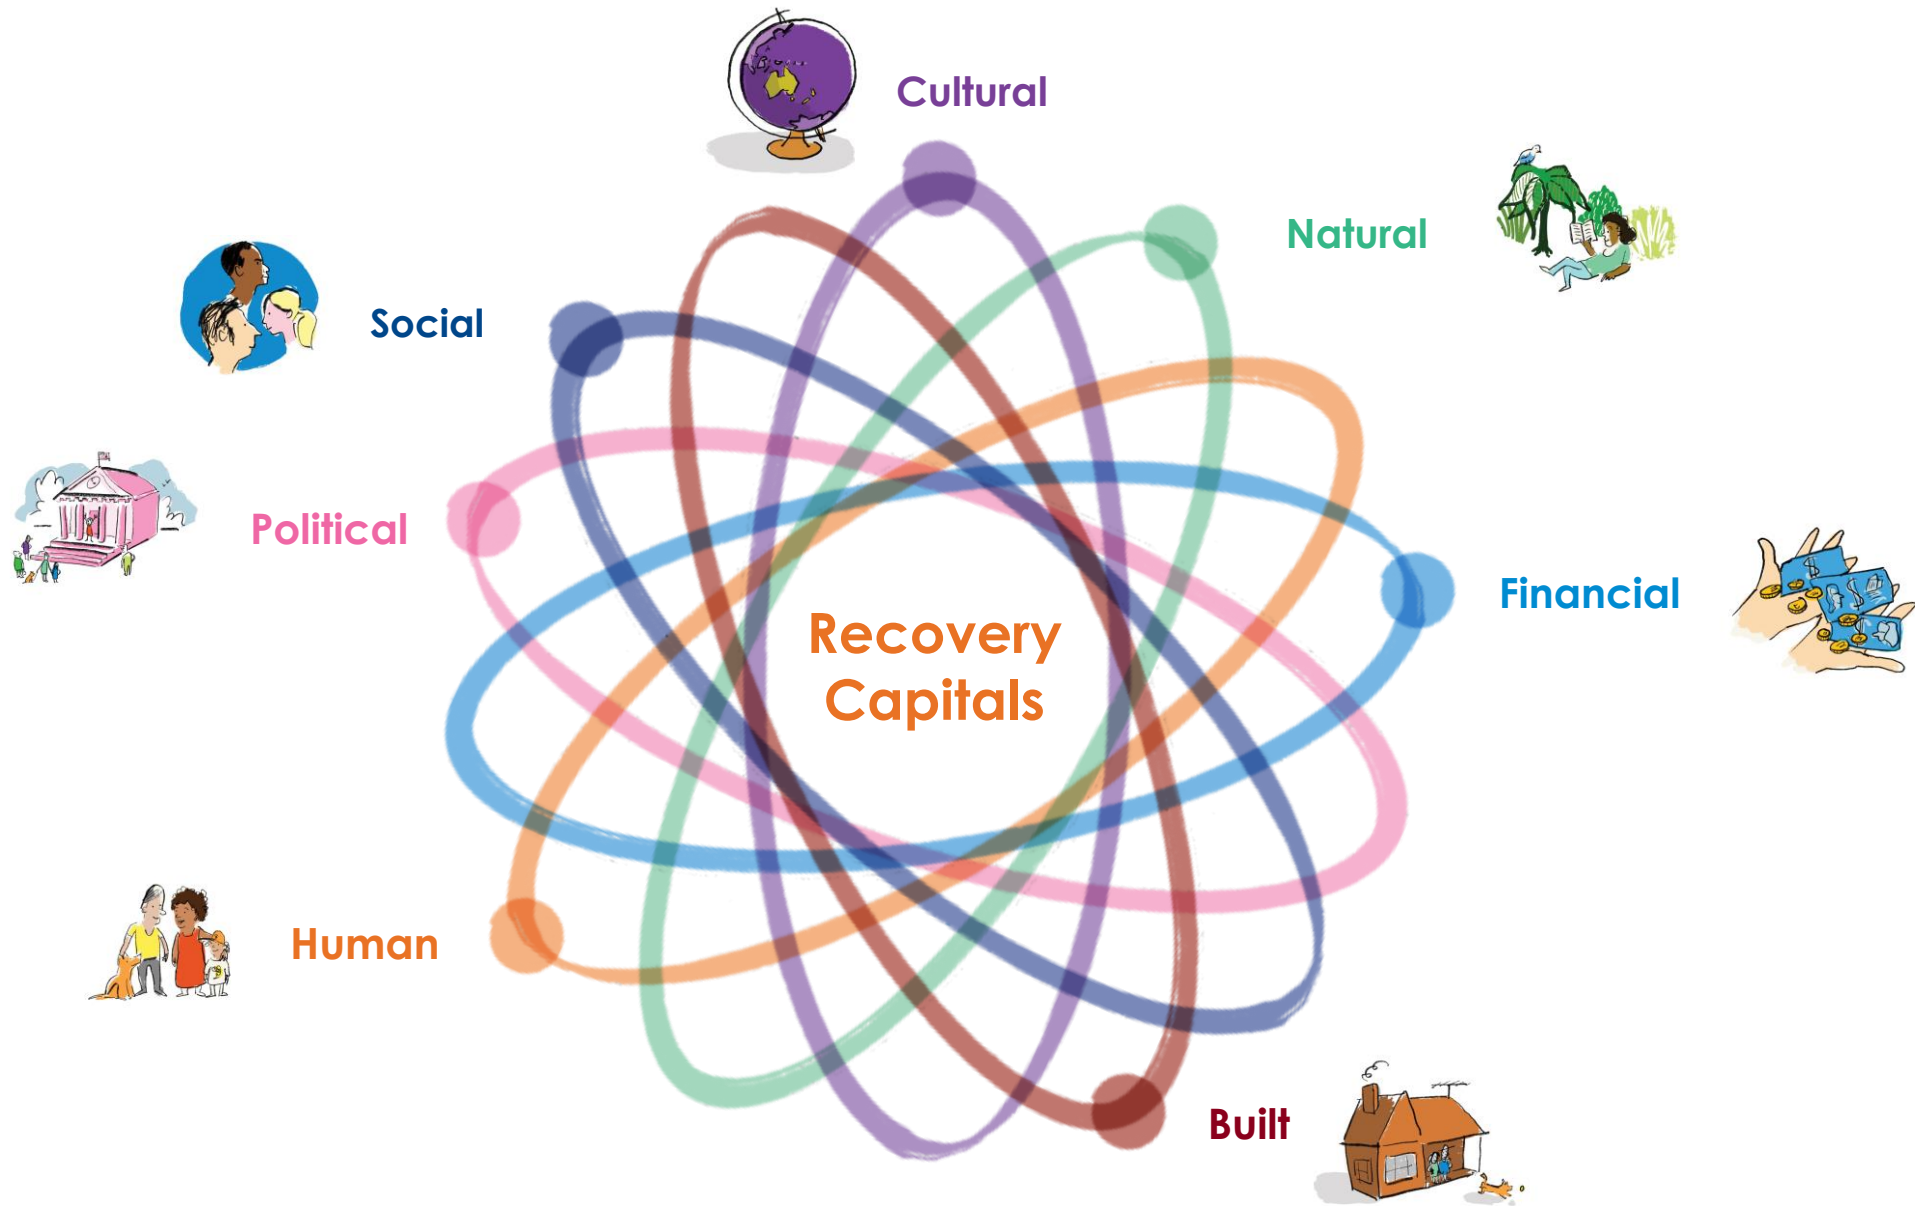 Cultural
Natural
Social
Political
Financial
Recovery
Capitals
Human
Built